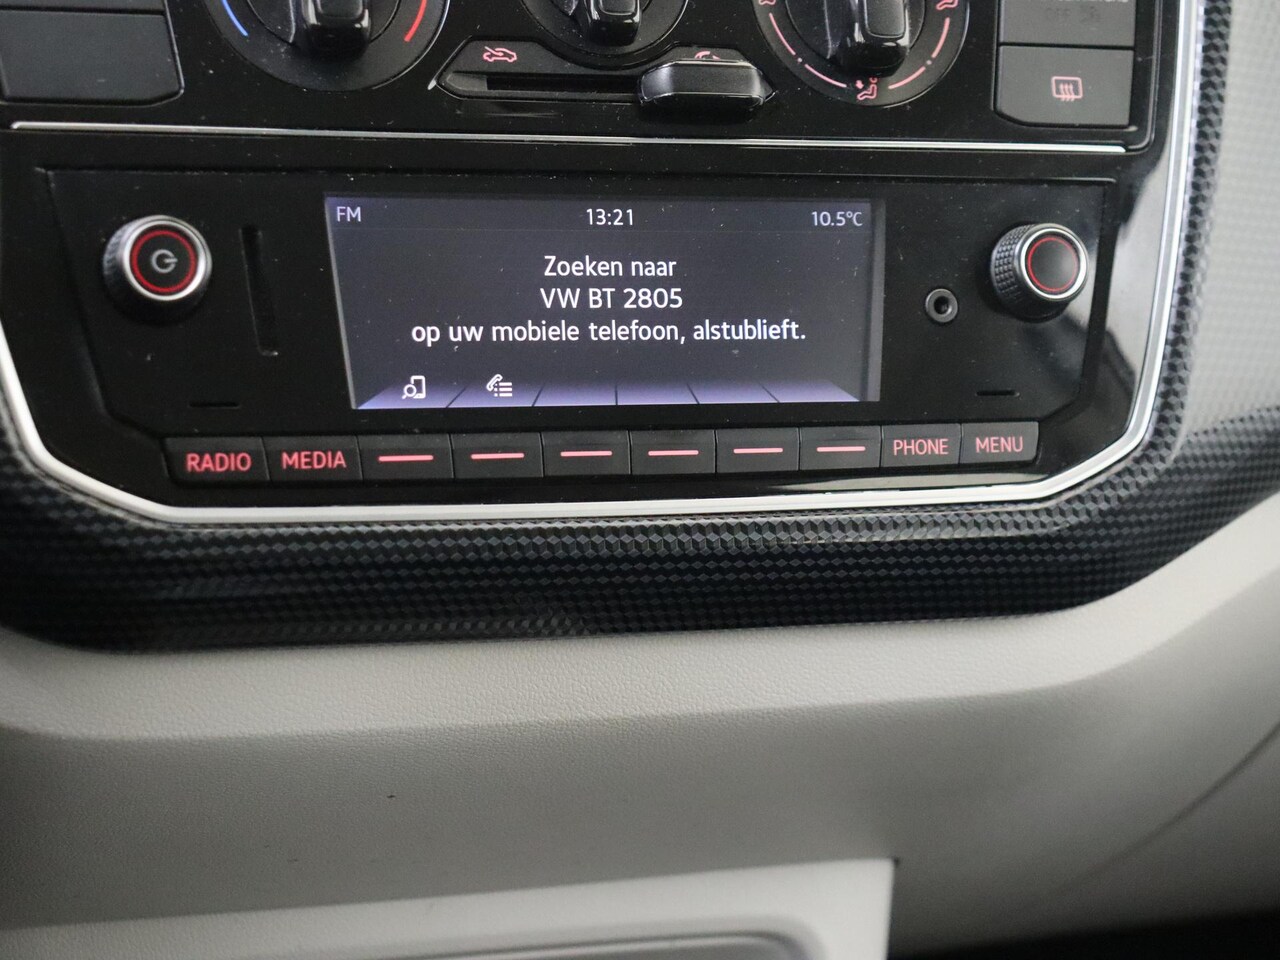 FM 13:21 10.5°C
Zoeken naar
VW BT 2805
op uw mobiele telefoon, alstublieft.
RADIO MEDIA PHONE MENU